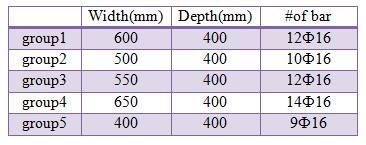 Width(mm) Depth(mm) #of bar
group1 600 400 12Φ16
group2 500 400 10Φ16
group3 550 400 12Φ16
group4 650 400 14Φ16
group5 400 400 9Φ16